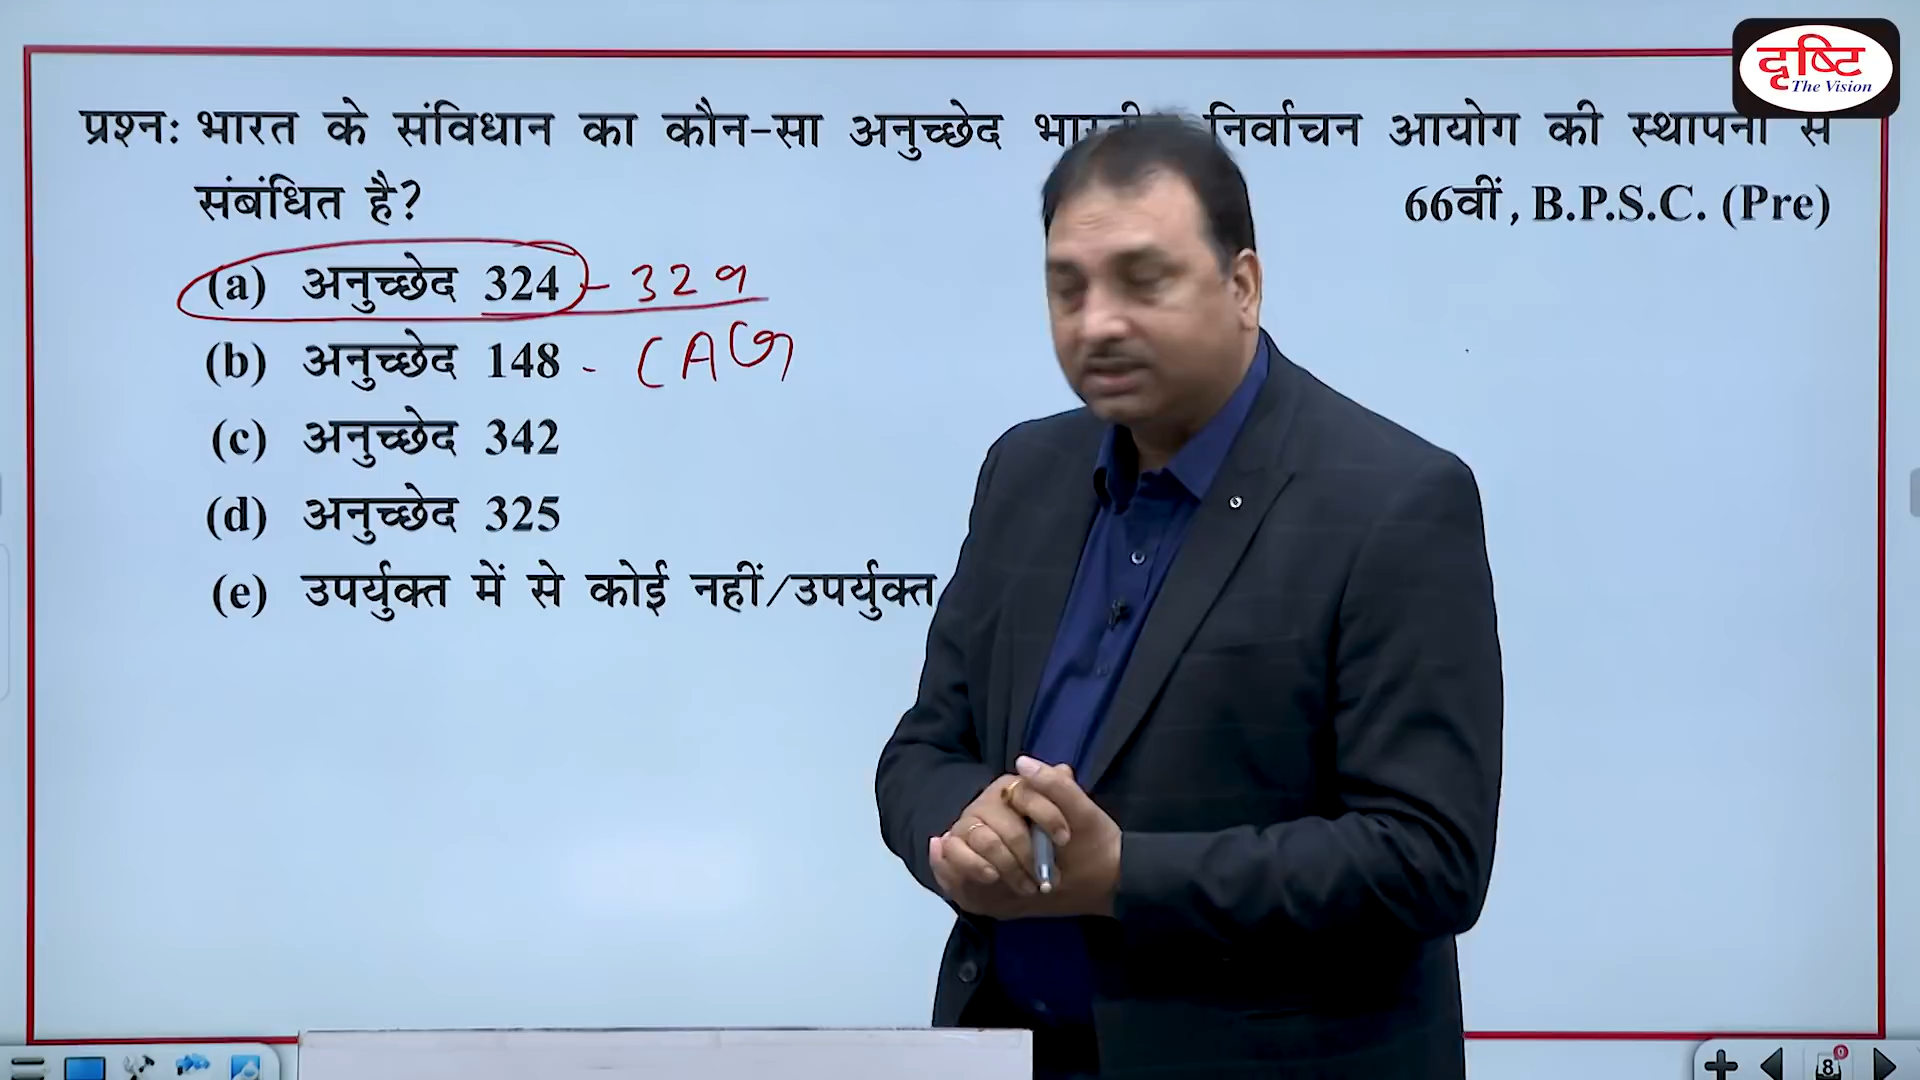 दृष्टि
The Vision
प्रश्न: भारत के संविधान का कौन-सा अनुच्छेद निर्वाचन आयोग की स्थापना से
संबंधित है? 66वीं, B.P.S.C. (Pre)
(a) अनुच्छेद 324 - 329
(b) अनुच्छेद 148 - CAG
(c) अनुच्छेद 342
(d) अनुच्छेद 325
(e) उपर्युक्त में से कोई नहीं/उपर्युक्त
8